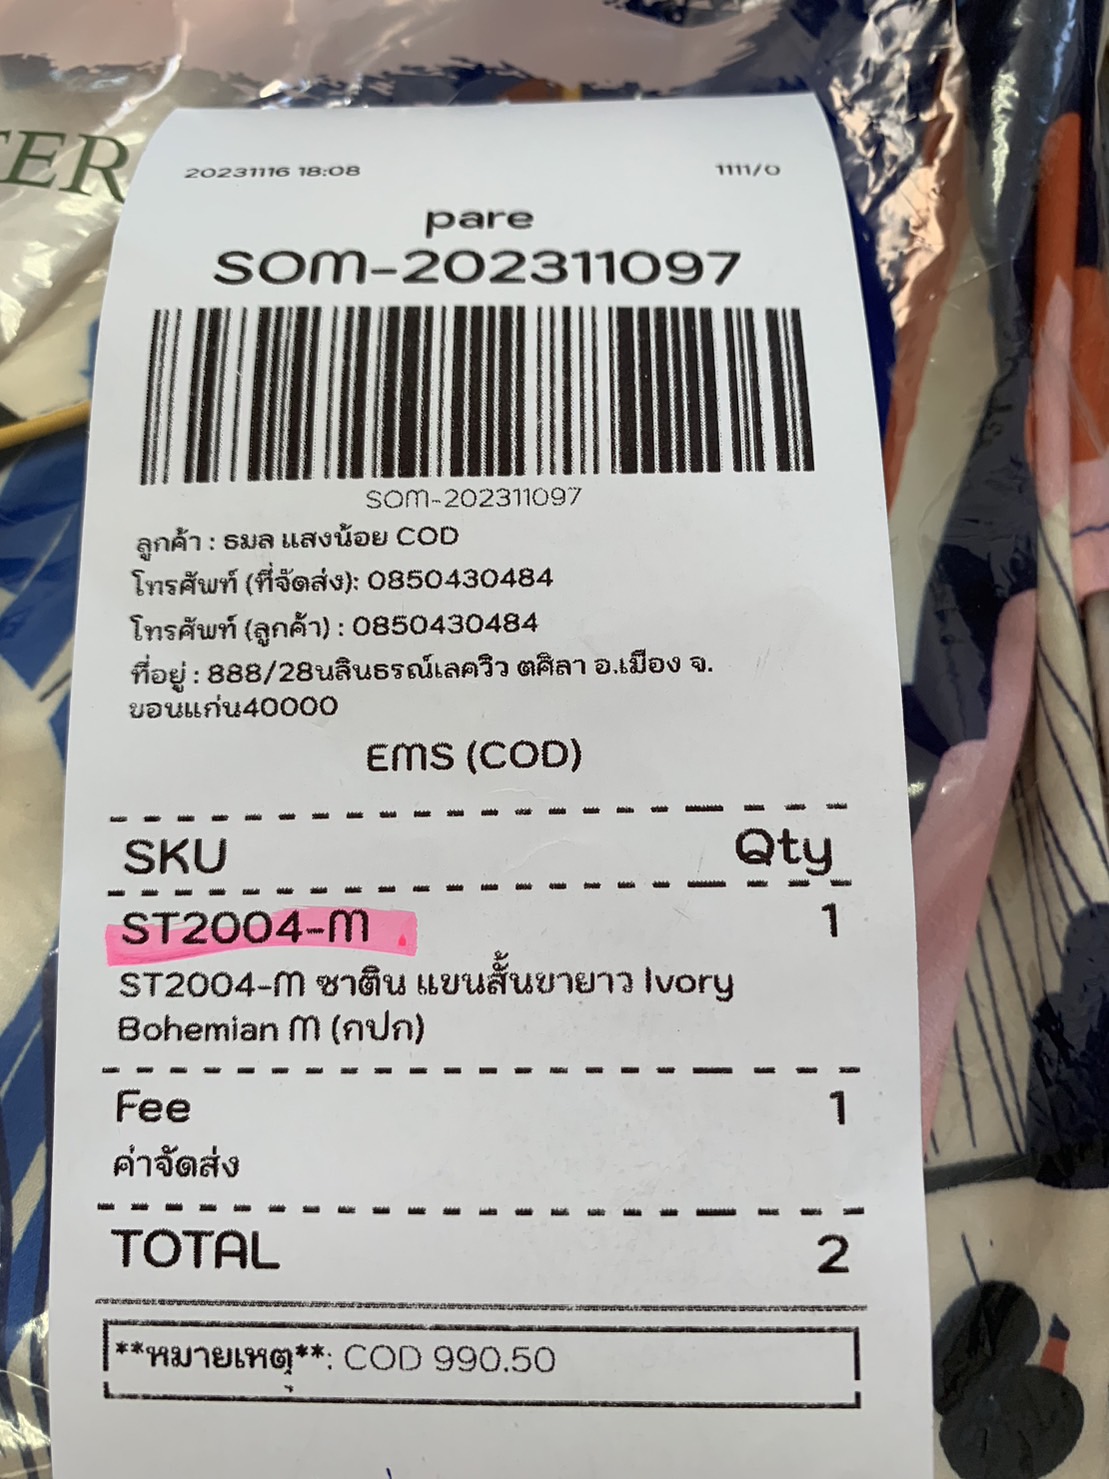 TER
20231116 18:08 1111/0
pare
SOM-202311097
SOM-202311097
ลูกค้า : ธมล แสงน้อย COD
โทรศัพท์ (ที่จัดส่ง): 0850430484
โทรศัพท์ (ลูกค้า) : 0850430484
ที่อยู่ : 888/28นสินธรณ์เลควิว ตศิลา อ.เมือง จ.
ขอนแก่น40000
EMS (COD)
SKU Qty
ST2004-M 1
ST2004-M ซาติน แขนสั้นขายาว Ivory
Bohemian M (กปก)
Fee 1
ค่าจัดส่ง
TOTAL 2
**หมายเหตุ**: COD 990.50